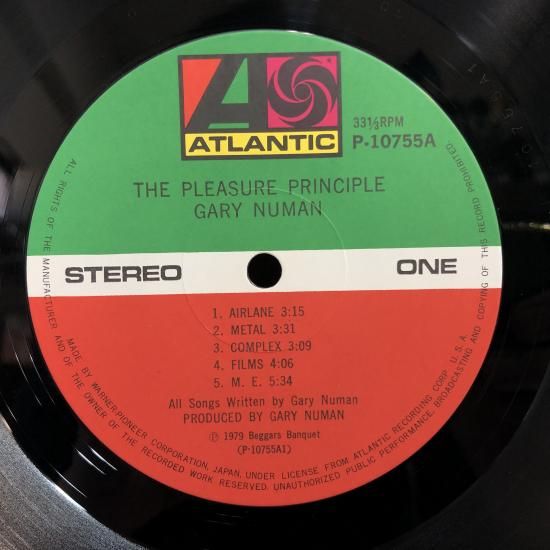 ATLANTIC
33⅓RPM
P-10755A
THE PLEASURE PRINCIPLE
GARY NUMAN
STEREO
ONE
1. AIRLANE 3:15
2. METAL 3:31
3. COMPLEX 3:09
4. FILMS 4:06
5. M. E. 5:34
All Songs Written by Gary Numan
PRODUCED BY GARY NUMAN
Ⓟ 1979 Beggars Banquet
(P-10755A1)
MADE BY WARNER-PIONEER CORPORATION, JAPAN, UNDER LICENSE FROM ATLANTIC RECORDING CORP. U. S. A.
ALL RIGHTS OF THE MANUFACTURER AND OF THE OWNER OF THE RECORDED WORK RESERVED. UNAUTHORIZED PUBLIC PERFORMANCE, BROADCASTING AND COPYING OF THIS RECORD PROHIBITED.